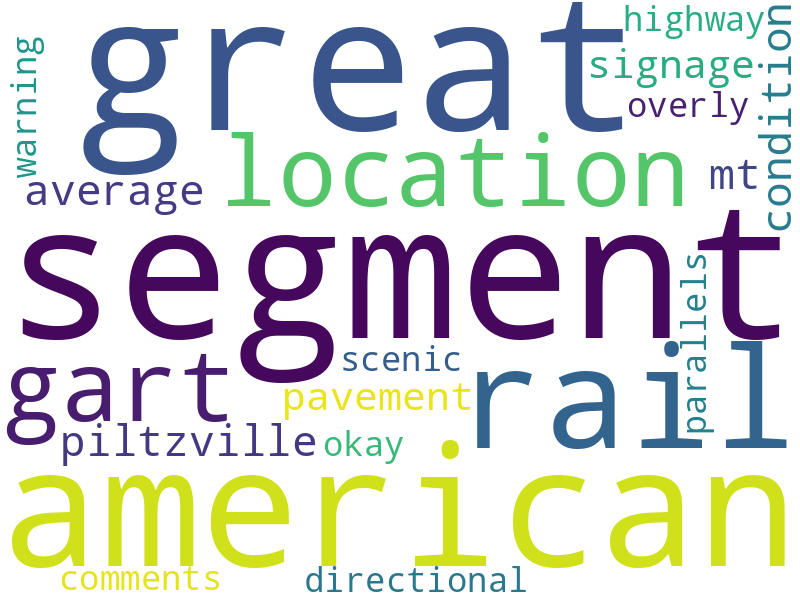 great
highway
signage
overly
condition
warning
average
location
mt
segment
parallels
gart
scenic
rail
pavement
piltzville
okay
american
comments
directional